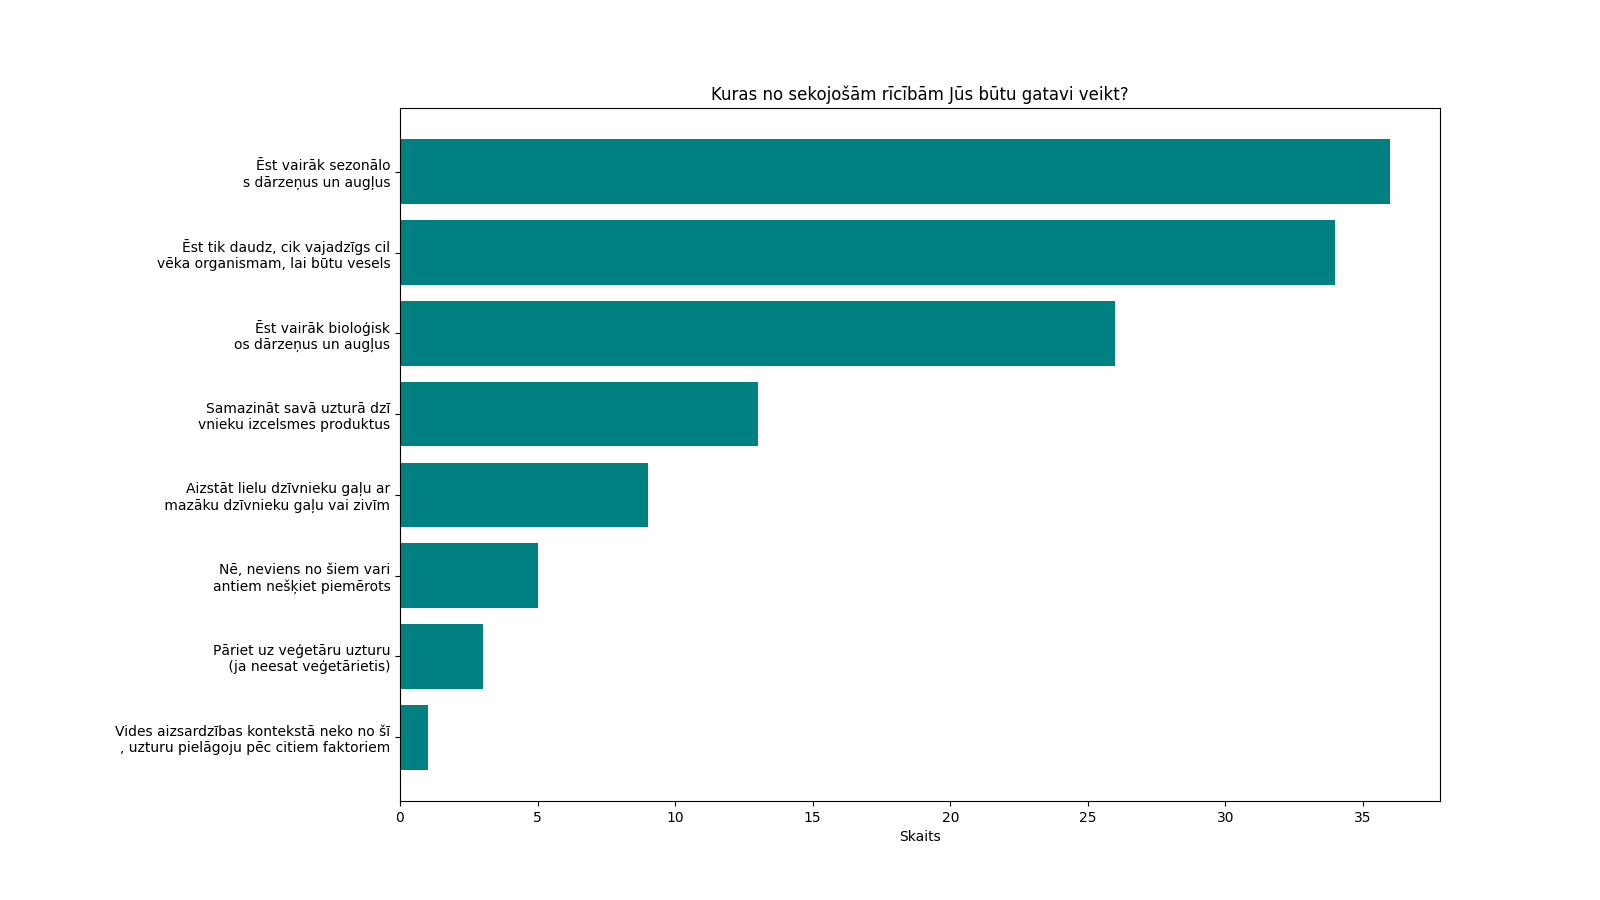 Kuras no sekojošām rīcībām Jūs būtu gatavi veikt?
Ēst vairāk sezonālo
s dārzeņus un augļus
Ēst tik daudz, cik vajadzīgs cil
vēka organismam, lai būtu vesels
Ēst vairāk bioloģisk
os dārzeņus un augļus
Samazināt savā uzturā dzī
vnieku izcelsmes produktus
Aizstāt lielu dzīvnieku gaļu ar
mazāku dzīvnieku gaļu vai zivīm
Nē, neviens no šiem vari
antiem nešķiet piemērots
Pāriet uz veģetāru uzturu
(ja neesat veģetārietis)
Vides aizsardzības kontekstā neko no šī
, uzturu pielāgoju pēc citiem faktoriem
0 5 10 15 20 25 30 35
Skaits